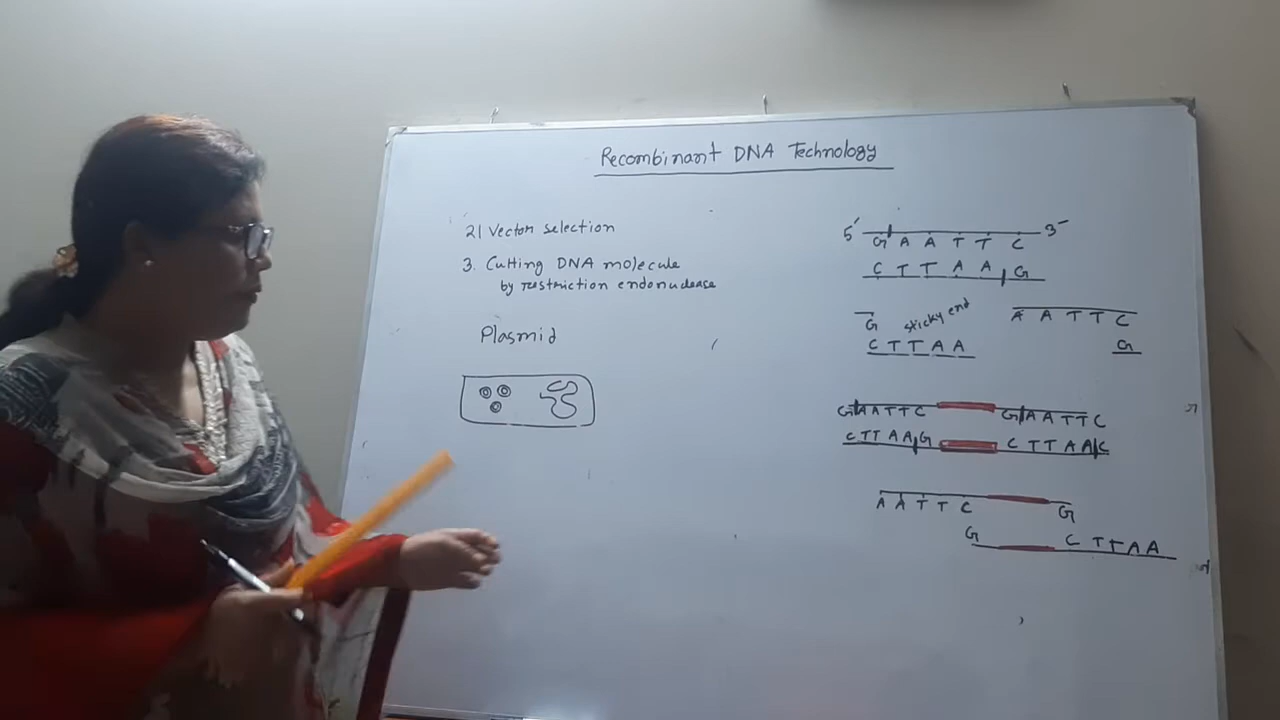 Recombinant DNA Technology
2| Vector selection
3. Cutting DNA molecule
by restriction endonuclease
Plasmid
5' 3-
G A A T T C
C T T A A G
G sticky end A A T T C
C T T A A G
G A A T T C G A A T T C
C T T A A G C T T A A C
A A T T C G
G C T T A A